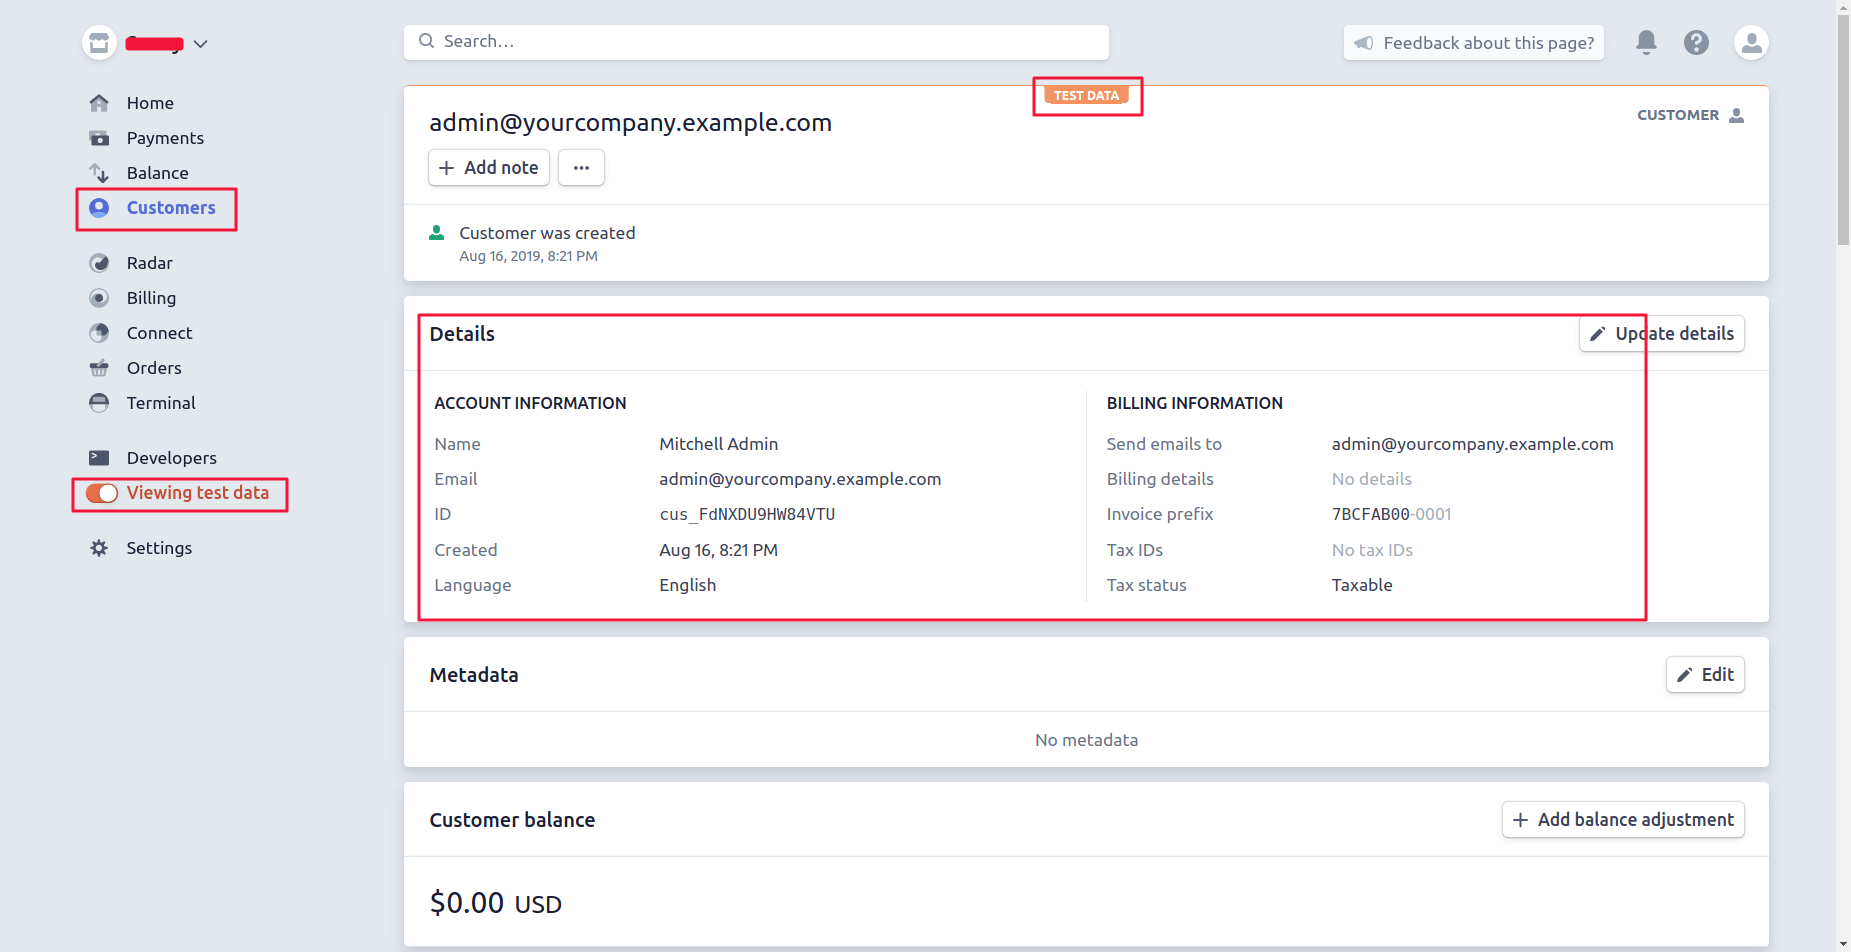 Search...
Feedback about this page?
Home
Payments
Balance
Customers
Radar
Billing
Connect
Orders
Terminal
Developers
Viewing test data
Settings
TEST DATA
admin@yourcompany.example.com
CUSTOMER
Add note
...
Customer was created
Aug 16, 2019, 8:21 PM
Details
Update details
ACCOUNT INFORMATION
Name Mitchell Admin
Email admin@yourcompany.example.com
ID cus_FdNXDU9HW84VTU
Created Aug 16, 8:21 PM
Language English
BILLING INFORMATION
Send emails to admin@yourcompany.example.com
Billing details No details
Invoice prefix 7BCFAB00-0001
Tax IDs No tax IDs
Tax status Taxable
Metadata
Edit
No metadata
Customer balance
Add balance adjustment
$0.00 USD